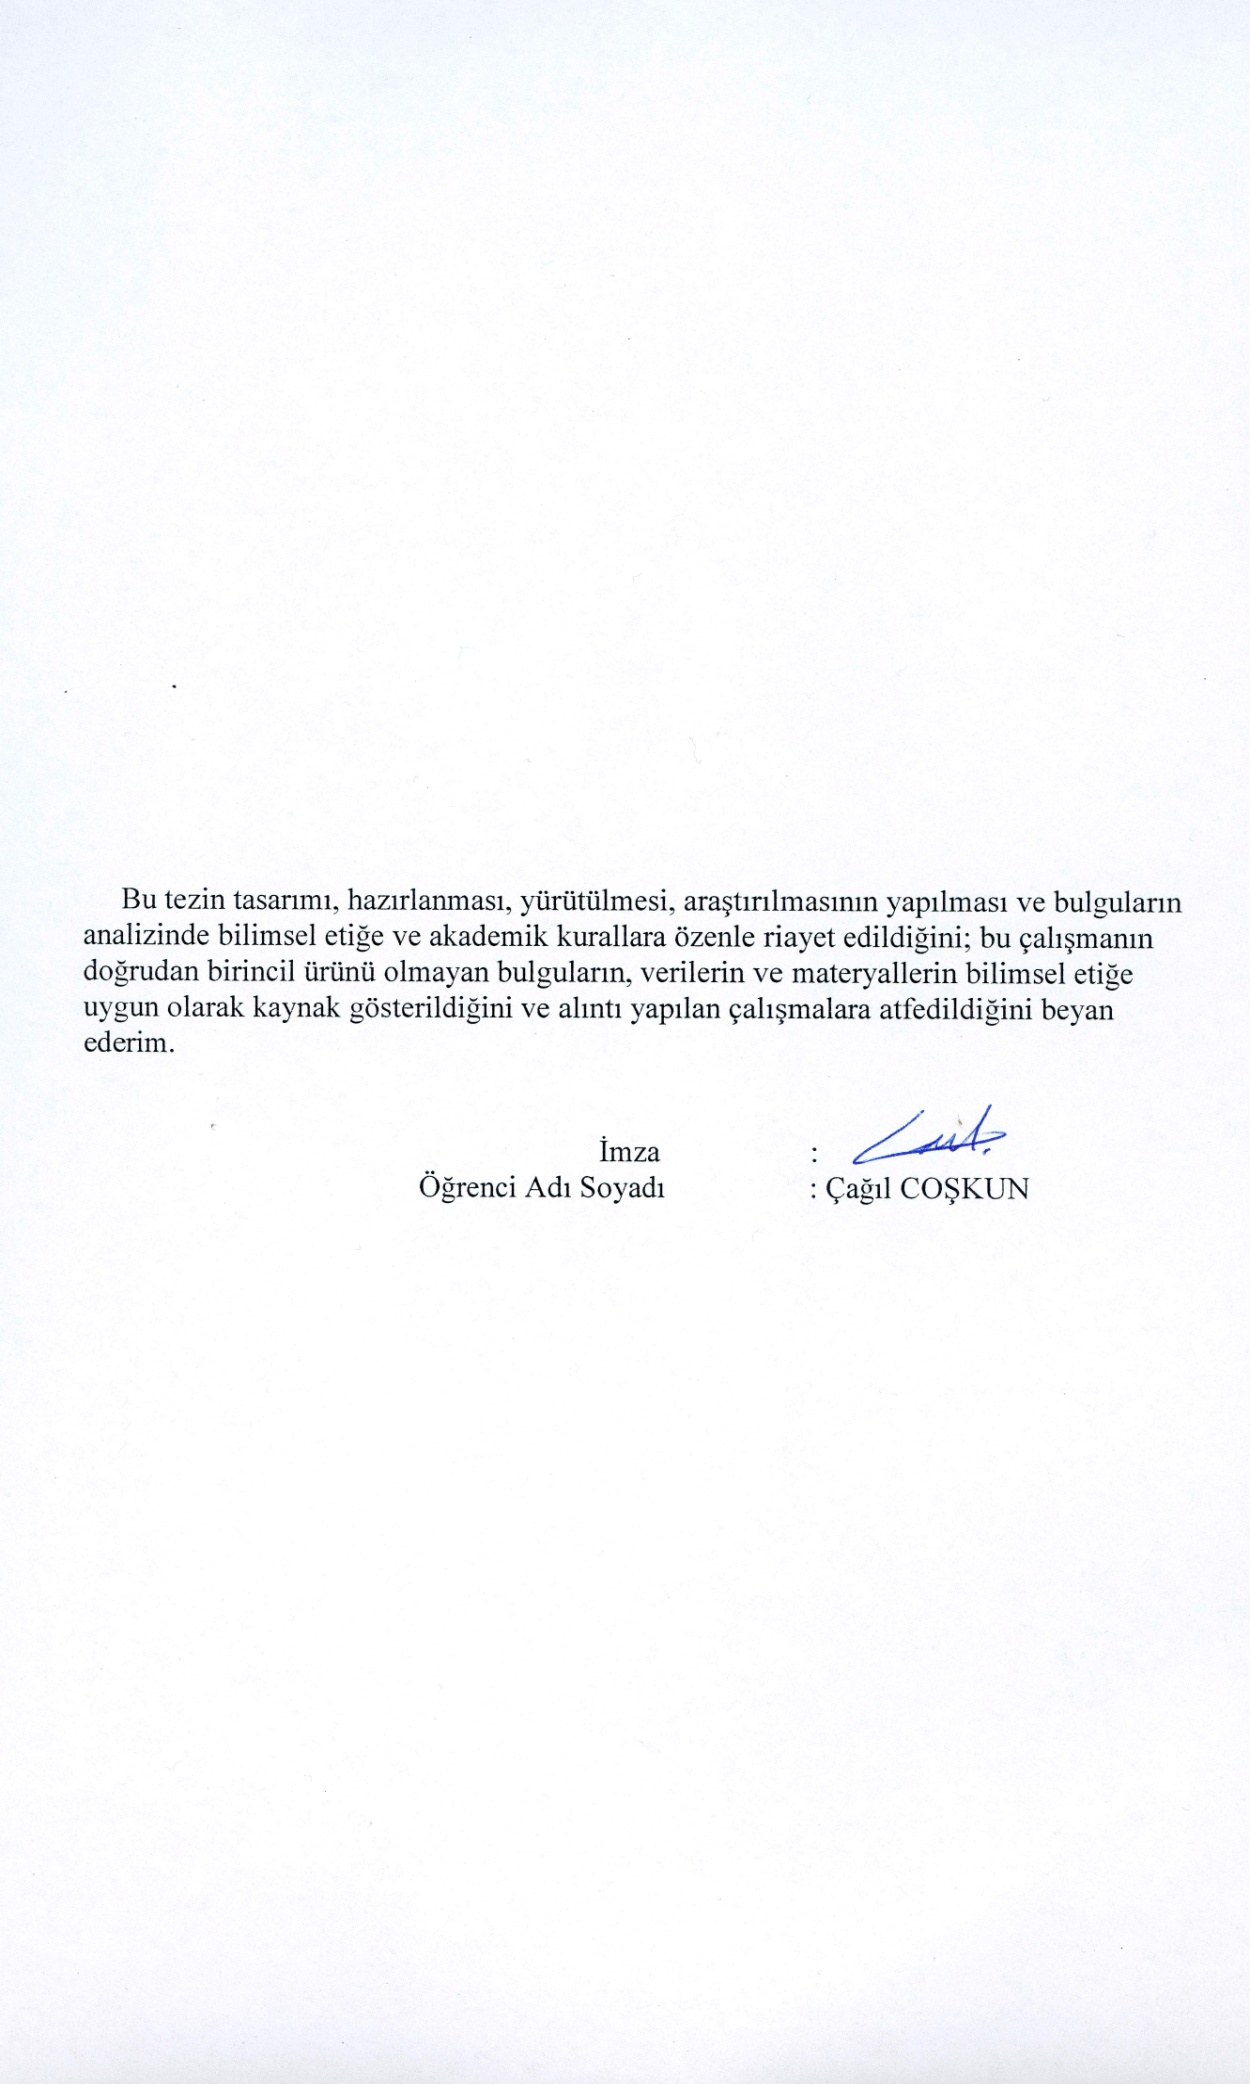 Bu tezin tasarımı, hazırlanması, yürütülmesi, araştırılmasının yapılması ve bulguların
analizinde bilimsel etiğe ve akademik kurallara özenle riayet edildiğini; bu çalışmanın
doğrudan birincil ürünü olmayan bulguların, verilerin ve materyallerin bilimsel etiğe
uygun olarak kaynak gösterildiğini ve alıntı yapılan çalışmalara atfedildiğini beyan
ederim.
İmza :
Öğrenci Adı Soyadı : Çağıl COŞKUN